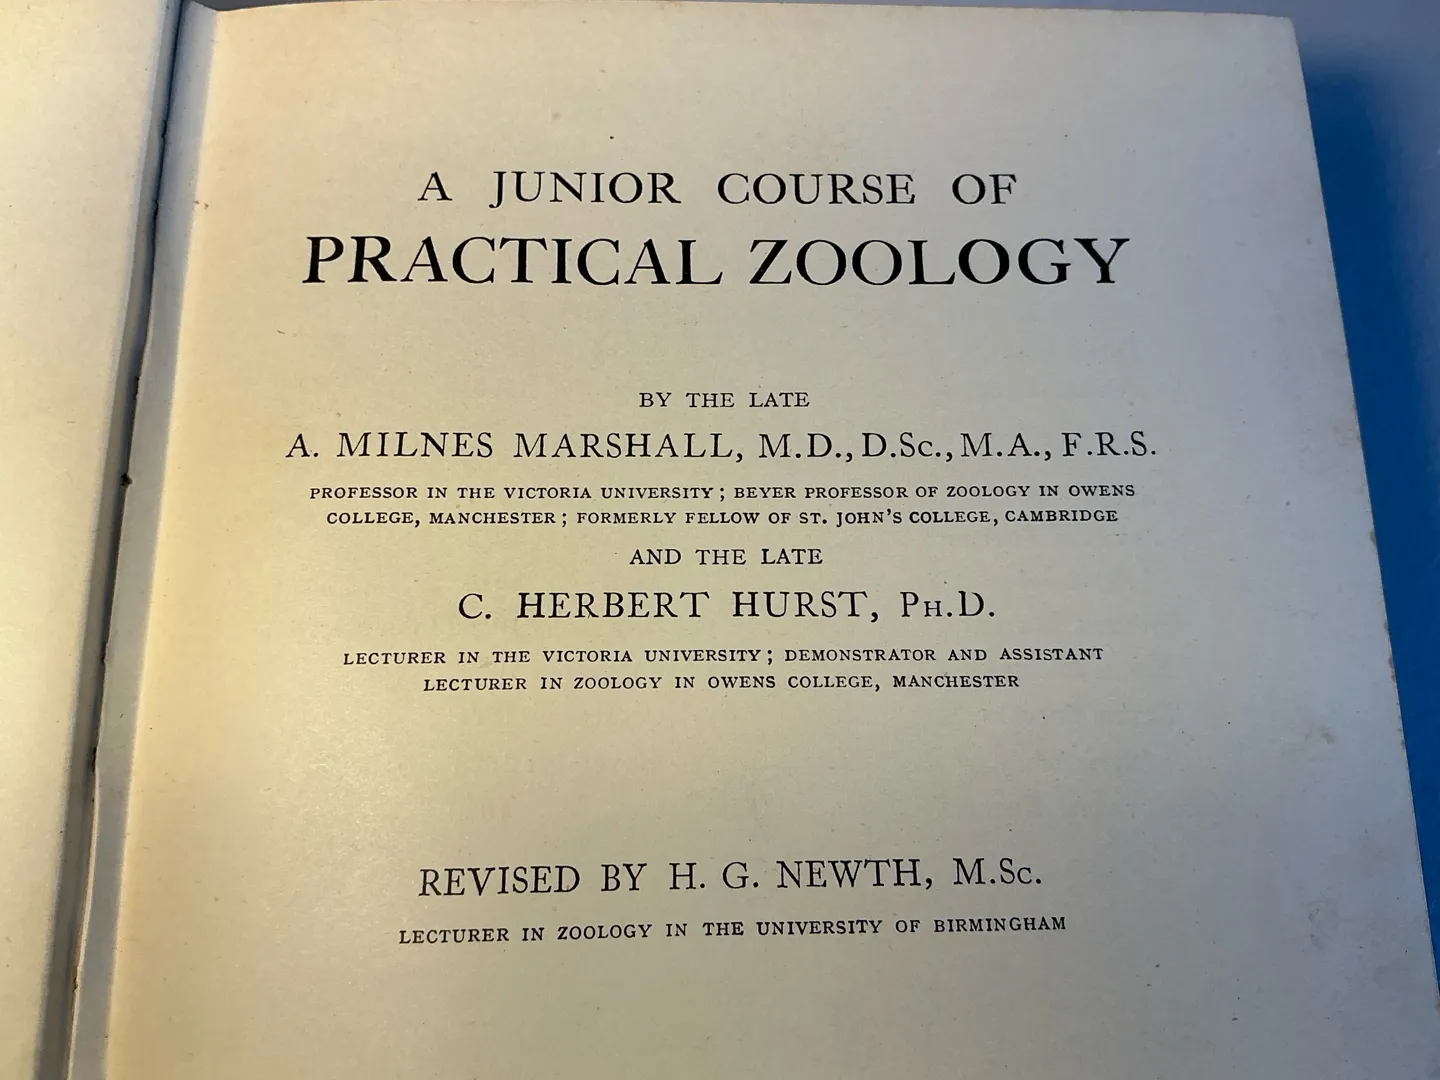 A JUNIOR COURSE OF
PRACTICAL ZOOLOGY
BY THE LATE
A. MILNES MARSHALL, M.D., D.Sc., M.A., F.R.S.
PROFESSOR IN THE VICTORIA UNIVERSITY; BEYER PROFESSOR OF ZOOLOGY IN OWENS
COLLEGE, MANCHESTER; FORMERLY FELLOW OF ST. JOHN'S COLLEGE, CAMBRIDGE
AND THE LATE
C. HERBERT HURST, PH.D.
LECTURER IN THE VICTORIA UNIVERSITY; DEMONSTRATOR AND ASSISTANT
LECTURER IN ZOOLOGY IN OWENS COLLEGE, MANCHESTER
REVISED BY H. G. NEWTH, M.Sc.
LECTURER IN ZOOLOGY IN THE UNIVERSITY OF BIRMINGHAM